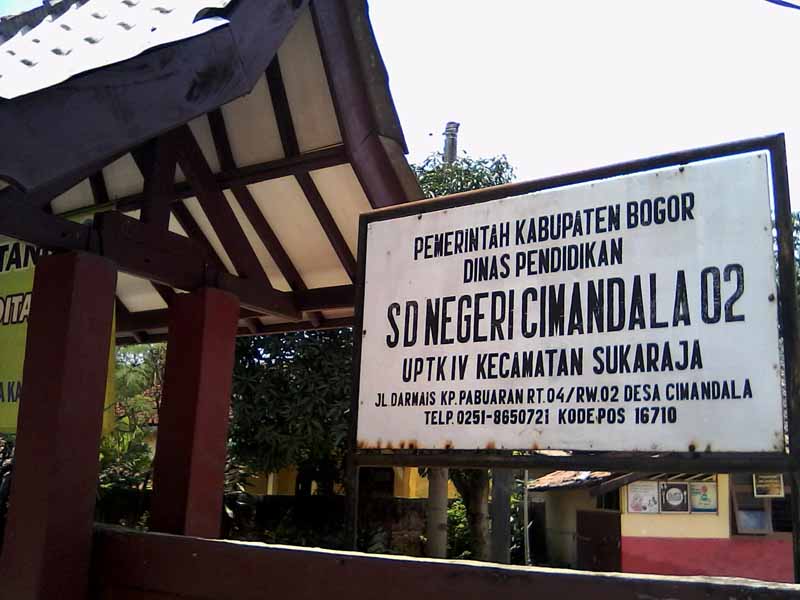 PEMERINTAH KABUPATEN BOGOR
DINAS PENDIDIKAN
SD NEGERI CIMANDALA 02
UPTK IV KECAMATAN SUKARAJA
JL.DARMAIS KP.PABUARAN RT.04/RW.02 DESA CIMANDALA
TELP.0251-8650721 KODE POS 16710